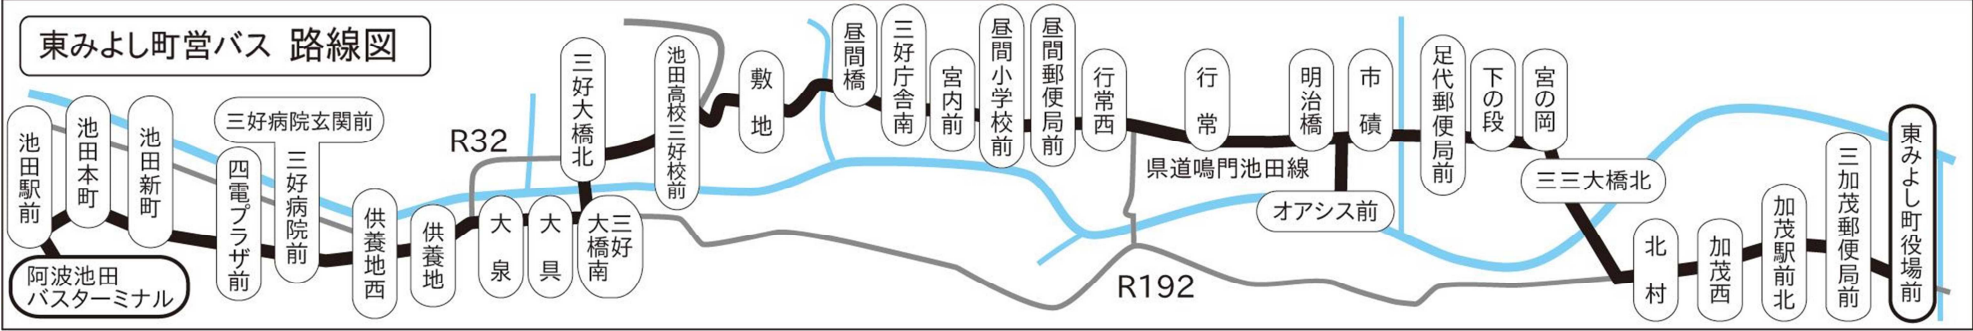 東みよし町営バス 路線図
池田駅前
阿波池田
バスターミナル
池田本町
池田新町
三好病院玄関前
四電プラザ前
三好病院前
供養地西
供養地
R32
大泉
大具
三好
大橋南
三好大橋北
池田高校三好校前
敷地
昼間橋
三好庁舎南
宮内前
昼間小学校前
昼間郵便局前
行常西
行常
県道鳴門池田線
R192
明治橋
オアシス前
市磧
足代郵便局前
下の段
宮の岡
三三大橋北
北村
加茂西
加茂駅前北
三加茂郵便局前
東みよし町役場前